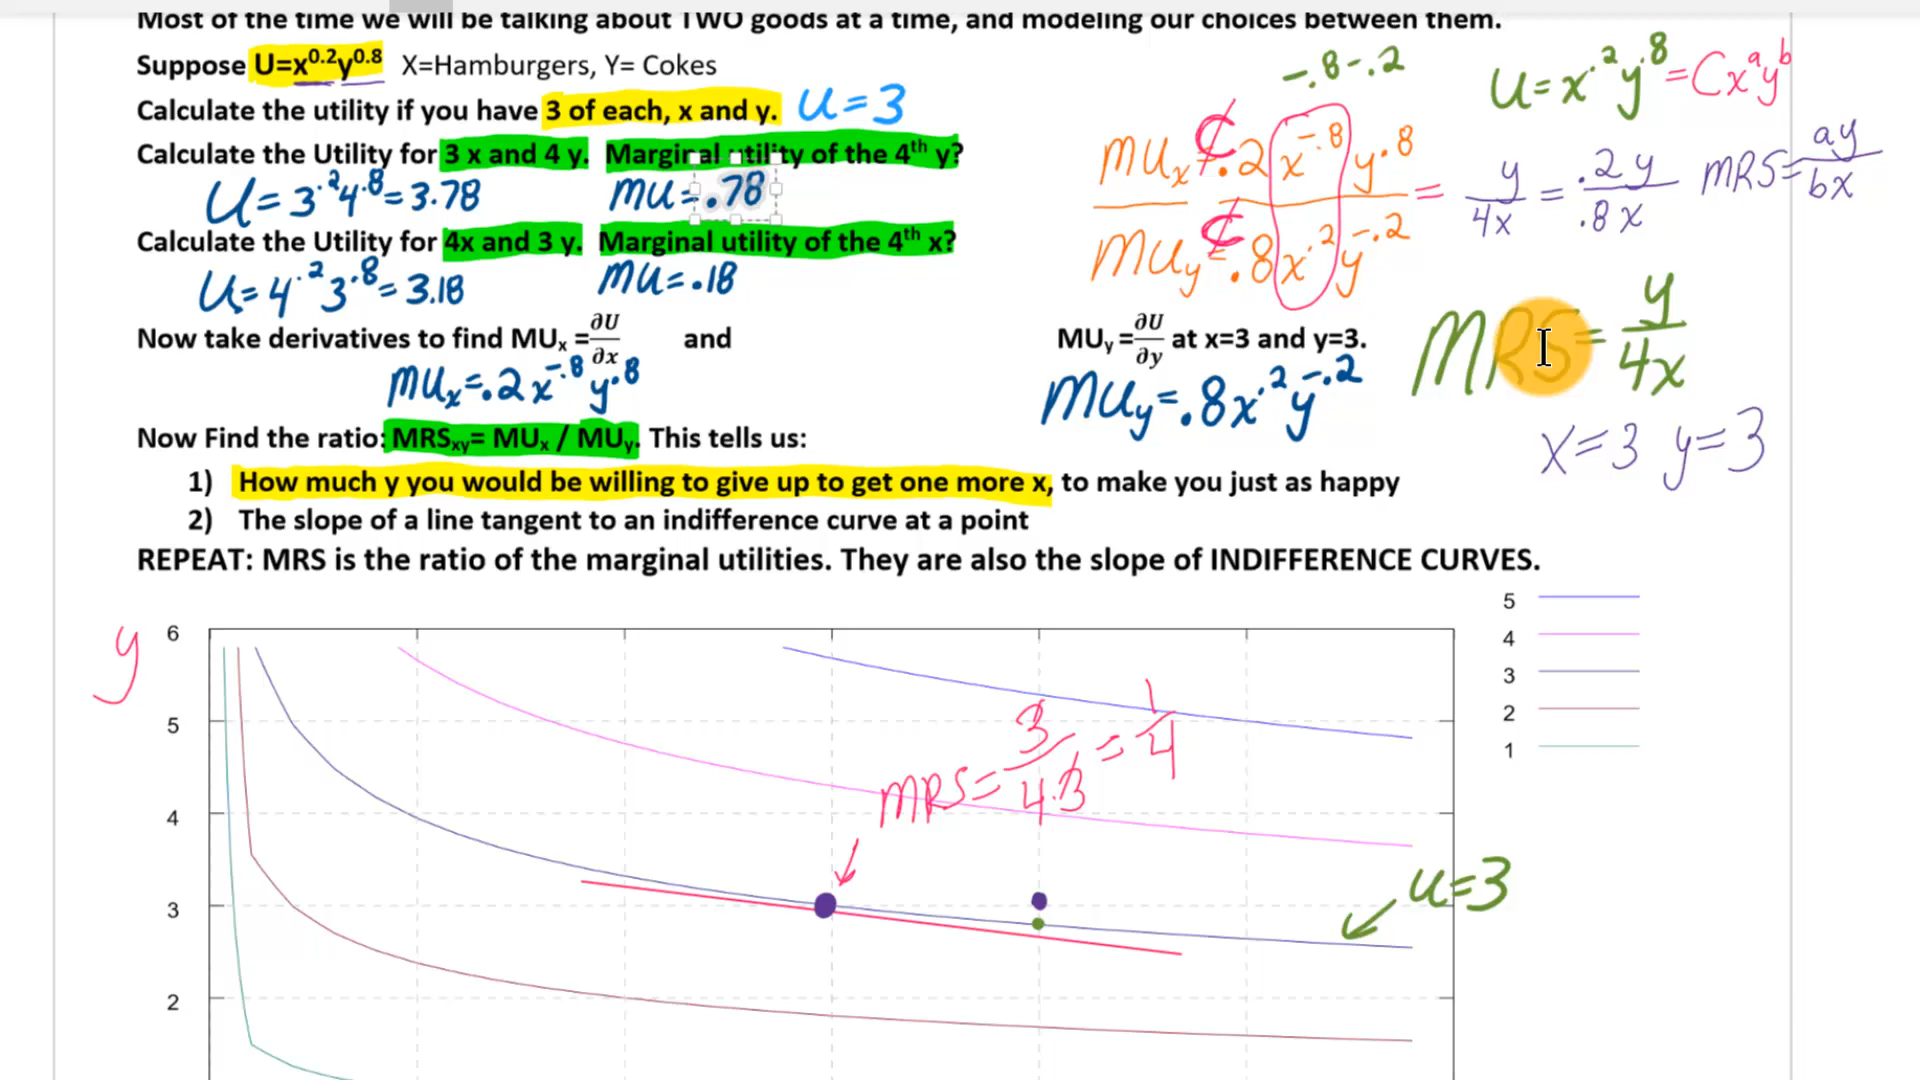 Most of the time we will be talking about TWO goods at a time, and modeling our choices between them.
Suppose U=x^0.2y^0.8 X=Hamburgers, Y= Cokes
-.8-.2
U=x^.2y^.8=Cx^ay^b
Calculate the utility if you have 3 of each, x and y. U=3
Calculate the Utility for 3 x and 4 y. Marginal utility of the 4th y?
U=3^.2 4^.8=3.78 MU=.78
MUx=¢.2x^-.8y^.8
MUy=¢.8x^.2y^-.2
= y/4x = .2y/.8x MRS=ay/bx
Calculate the Utility for 4x and 3 y. Marginal utility of the 4th x?
U=4^.2 3^.8=3.18 MU=.18
Now take derivatives to find MUx =∂U/∂x and MUy =∂U/∂y at x=3 and y=3.
MRS=y/4x
MUx=.2x^-.8y^.8 MUy=.8x^.2y^-.2
x=3 y=3
Now Find the ratio: MRSxy= MUx / MUy. This tells us:
1) How much y you would be willing to give up to get one more x, to make you just as happy
2) The slope of a line tangent to an indifference curve at a point
REPEAT: MRS is the ratio of the marginal utilities. They are also the slope of INDIFFERENCE CURVES.
5
4
3
2
1
y
6
5
4
3
2
MRS=3/4·3=1/4
U=3